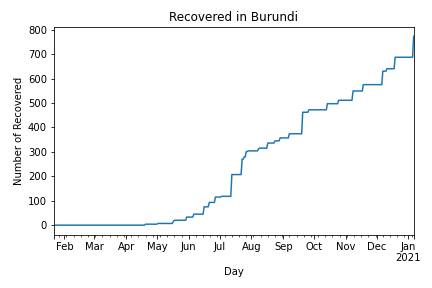 Recovered in Burundi
Number of Recovered
800
700
600
500
400
300
200
100
0
Feb Mar Apr May Jun Jul Aug Sep Oct Nov Dec Jan
2021
Day